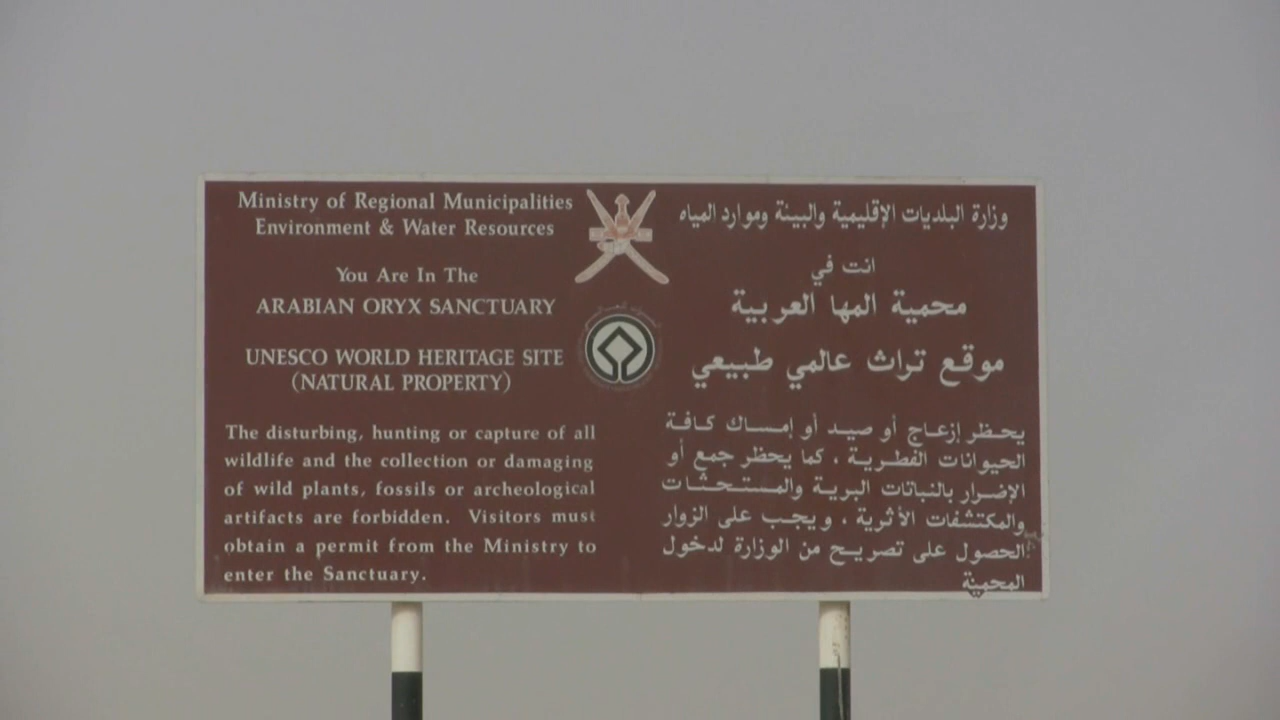 Ministry of Regional Municipalities
Environment & Water Resources
You Are In The
ARABIAN ORYX SANCTUARY
UNESCO WORLD HERITAGE SITE
(NATURAL PROPERTY)
The disturbing, hunting or capture of all
wildlife and the collection or damaging
of wild plants, fossils or archeological
artifacts are forbidden. Visitors must
obtain a permit from the Ministry to
enter the Sanctuary.
وزارة البلديات الإقليمية والبيئة وموارد المياه
انت في
محمية المها العربية
موقع تراث عالمي طبيعي
يحظر إزعاج أو صيد أو إمساك كافة
الحيوانات الفطرية ، كما يحظر جمع أو
الإضرار بالنباتات البرية والمستحثات
والمكتشفات الأثرية ، ويجب على الزوار
الحصول على تصريح من الوزارة لدخول
المحمية